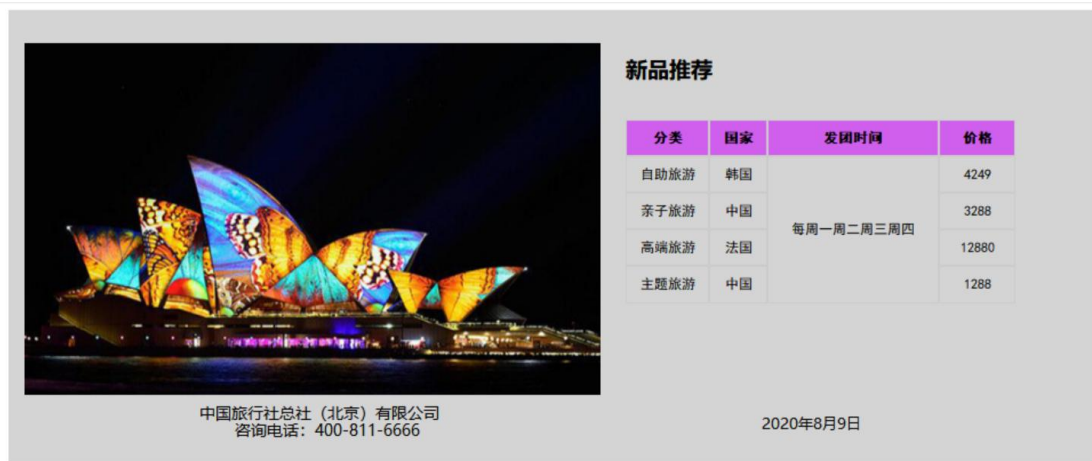 新品推荐
分类 国家 发团时间 价格
自助旅游 韩国 4249
亲子旅游 中国 3288
每周一周二周三周四
高端旅游 法国 12880
主题旅游 中国 1288
中国旅行社总社（北京）有限公司
咨询电话：400-811-6666
2020年8月9日